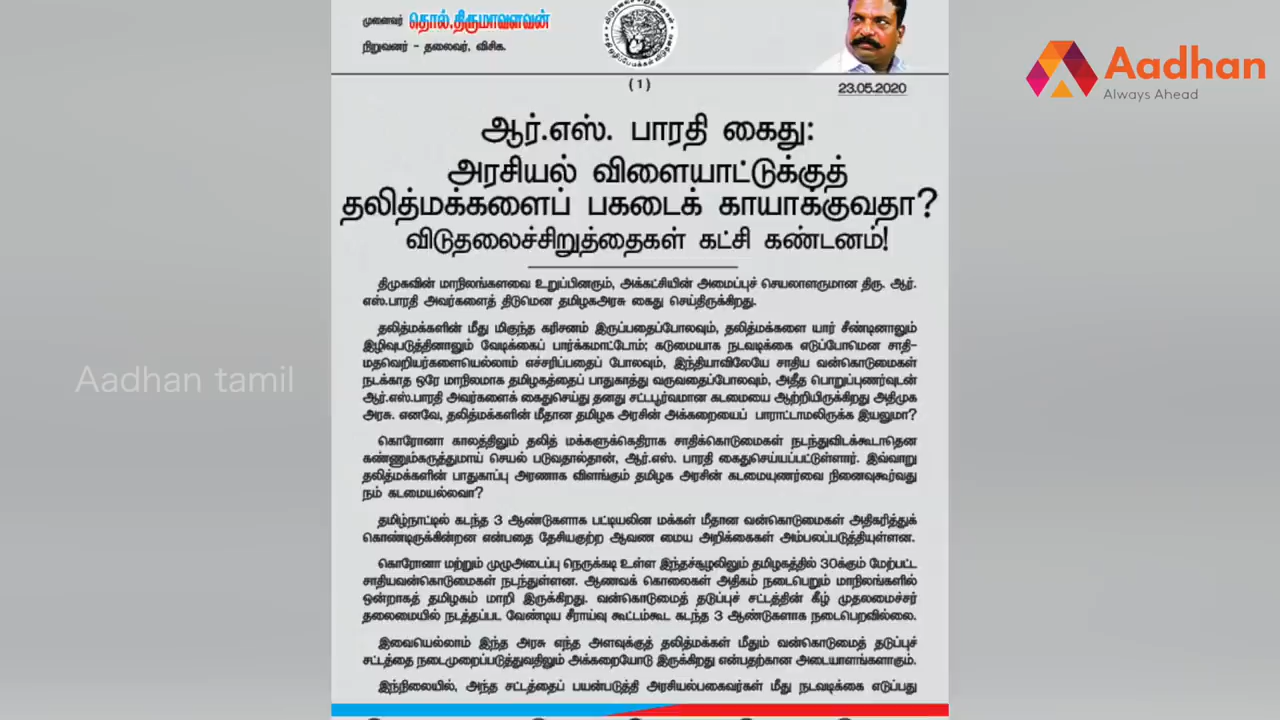 முனைவர் தொல்.திருமாவளவன்
நிறுவனர் - தலைவர், விசிக.
Aadhan
Always Ahead
(1)
23.05.2020
ஆர்.எஸ். பாரதி கைது:
அரசியல் விளையாட்டுக்குத்
தலித்மக்களைப் பகடைக் காயாக்குவதா?
விடுதலைச்சிறுத்தைகள் கட்சி கண்டனம்!
திமுகவின் மாநிலங்களவை உறுப்பினரும், அக்கட்சியின் அமைப்புச் செயலாளருமான திரு. ஆர்.
எஸ்.பாரதி அவர்களைத் திடுமென தமிழகஅரசு கைது செய்திருக்கிறது.
தலித்மக்களின் மீது மிகுந்த கரிசனம் இருப்பதைப்போலவும், தலித்மக்களை யார் சீண்டினாலும்
இழிவுபடுத்தினாலும் வேடிக்கைப் பார்க்கமாட்டோம்; கடுமையாக நடவடிக்கை எடுப்போமென சாதி-
மதவெறியர்களையெல்லாம் எச்சரிப்பதைப் போலவும், இந்தியாவிலேயே சாதிய வன்கொடுமைகள்
நடக்காத ஒரே மாநிலமாக தமிழகத்தைப் பாதுகாத்து வருவதைப்போலவும், அதீத பொறுப்புணர்வுடன்
ஆர்.எஸ்.பாரதி அவர்களைக் கைதுசெய்து தனது சட்டபூர்வமான கடமையை ஆற்றியிருக்கிறது அதிமுக
அரசு. எனவே, தலித்மக்களின் மீதான தமிழக அரசின் அக்கறையைப் பாராட்டாமலிருக்க இயலுமா?
கொரோனா காலத்திலும் தலித் மக்களுக்கெதிராக சாதிக்கொடுமைகள் நடந்துவிடக்கூடாதென
கண்ணும்கருத்துமாய் செயல் படுவதால்தான், ஆர்.எஸ். பாரதி கைதுசெய்யப்பட்டுள்ளார். இவ்வாறு
தலித்மக்களின் பாதுகாப்பு அரணாக விளங்கும் தமிழக அரசின் கடமையுணர்வை நினைவுகூர்வது
நம் கடமையல்லவா?
தமிழ்நாட்டில் கடந்த 3 ஆண்டுகளாக பட்டியலின மக்கள் மீதான வன்கொடுமைகள் அதிகரித்துக்
கொண்டிருக்கின்றன என்பதை தேசியகுற்ற ஆவண மைய அறிக்கைகள் அம்பலப்படுத்தியுள்ளன.
கொரோனா மற்றும் முழுஅடைப்பு நெருக்கடி உள்ள இந்தச்சூழலிலும் தமிழகத்தில் 30க்கும் மேற்பட்ட
சாதியவன்கொடுமைகள் நடந்துள்ளன. ஆணவக் கொலைகள் அதிகம் நடைபெறும் மாநிலங்களில்
ஒன்றாகத் தமிழகம் மாறி இருக்கிறது. வன்கொடுமைத் தடுப்புச் சட்டத்தின் கீழ் முதலமைச்சர்
தலைமையில் நடத்தப்பட வேண்டிய சீராய்வு கூட்டம்கூட கடந்த 3 ஆண்டுகளாக நடைபெறவில்லை.
இவையெல்லாம் இந்த அரசு எந்த அளவுக்குத் தலித்மக்கள் மீதும் வன்கொடுமைத் தடுப்புச்
சட்டத்தை நடைமுறைப்படுத்துவதிலும் அக்கறையோடு இருக்கிறது என்பதற்கான அடையாளங்களாகும்.
இந்நிலையில், அந்த சட்டத்தைப் பயன்படுத்தி அரசியல்பகைவர்கள் மீது நடவடிக்கை எடுப்பது
Aadhan tamil